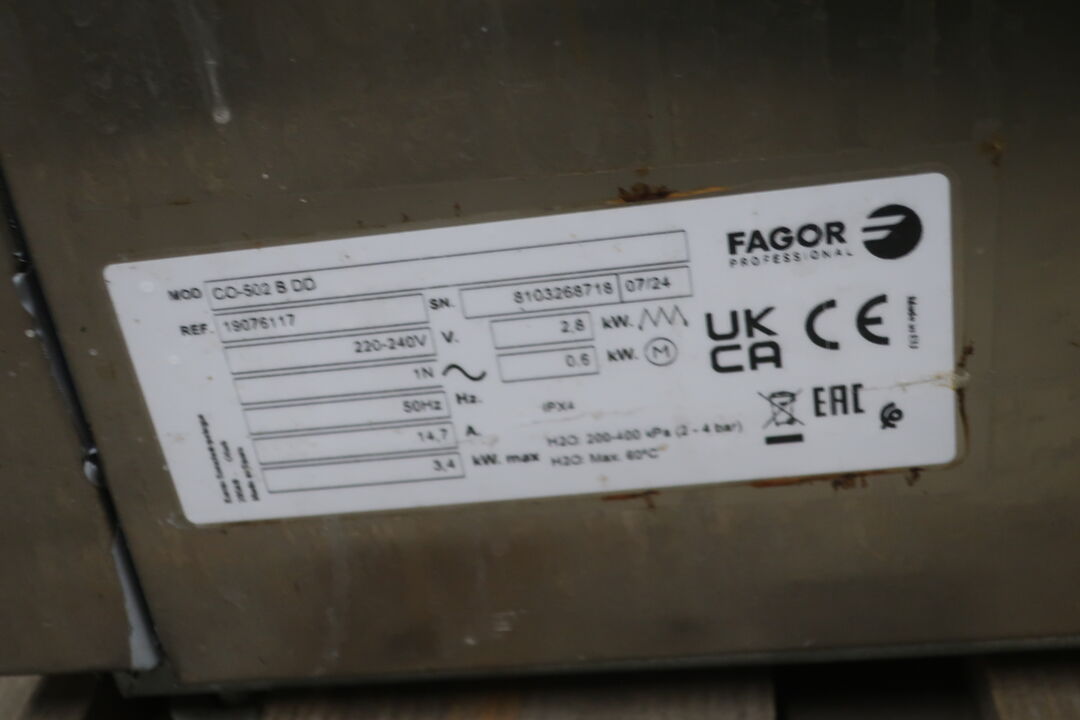 FAGOR
PROFESSIONAL
MOD CO-502 B DD
REF. 19076117 SN. 8103268718 07/24
220-240V V. 2,8 kW.
1N 0.6 kW. M
50Hz Hz. IPX4
14,7 A. H2O: 200-400 kPa (2 - 4 bar)
3,4 kW. max H2O: Max. 60°C
UK
CA
CE
EAC